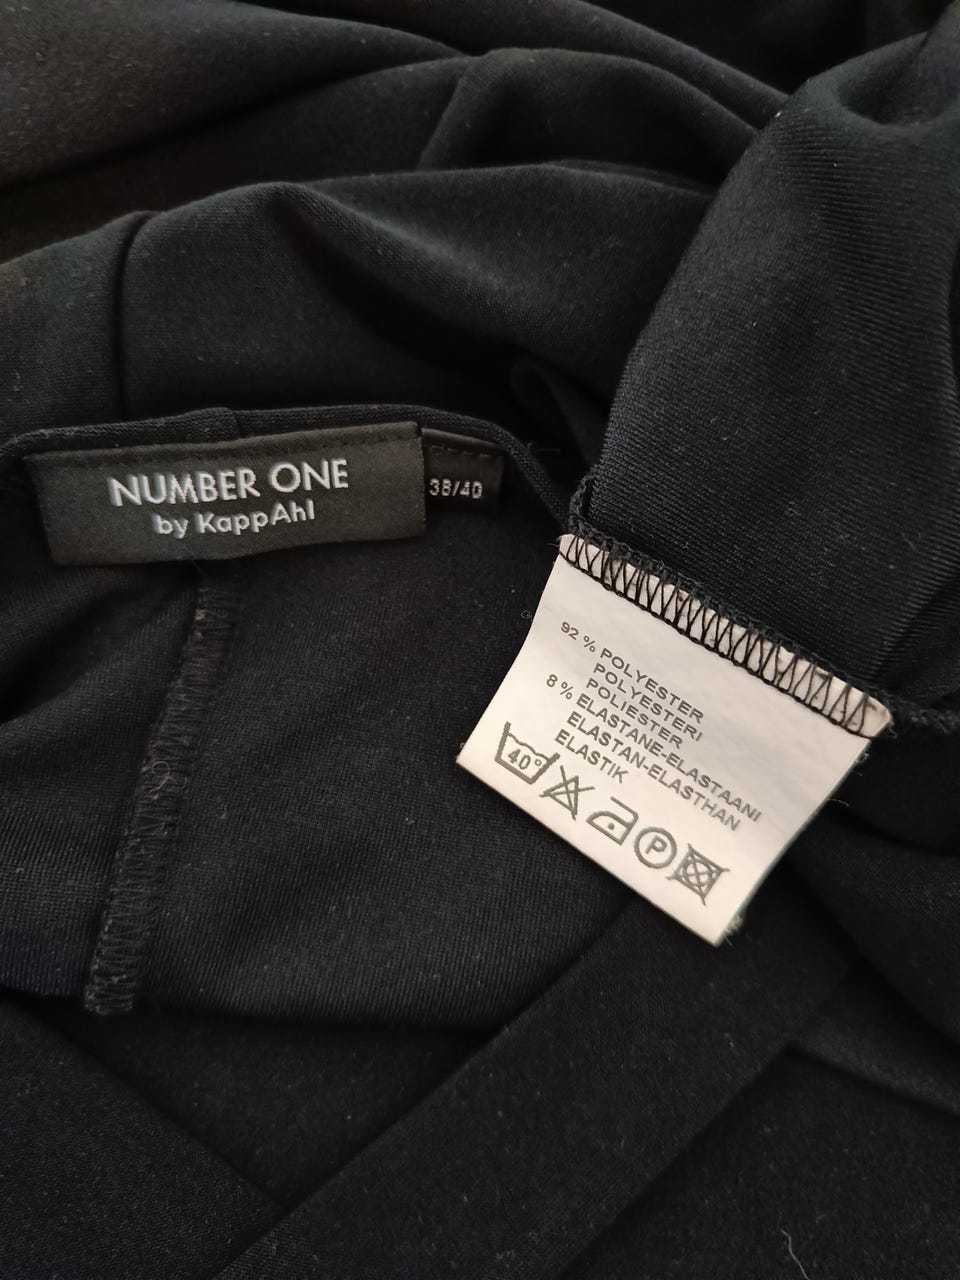 NUMBER ONE
by KappAhl
38/40
92 % POLYESTER
POLYESTERI
POLIESTER
8 % ELASTANE-ELASTAANI
ELASTAN-ELASTHAN
ELASTIK
40°
P